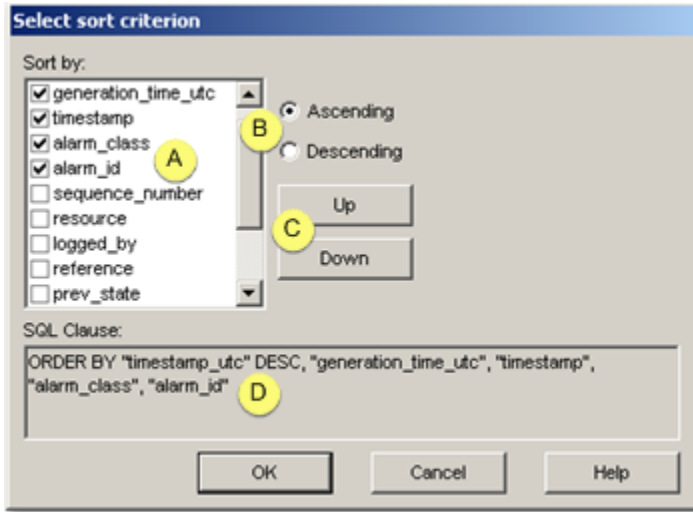 Select sort criterion
Sort by:
generation_time_utc
timestamp
alarm_class
alarm_id
sequence_number
resource
logged_by
reference
prev_state
A
B
Ascending
Descending
C
Up
Down
SQL Clause:
ORDER BY "timestamp_utc" DESC, "generation_time_utc", "timestamp",
"alarm_class", "alarm_id"
D
OK
Cancel
Help